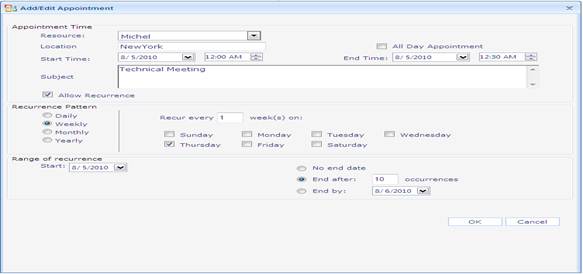 Add/Edit Appointment
Appointment Time
Resource: Michel
Location NewYork All Day Appointment
Start Time: 8/ 5/2010 12:00 AM End Time: 8/ 5/2010 12:30 AM
Subject Technical Meeting
Allow Recurrence
Recurrence Pattern
Daily
Weekly
Monthly
Yearly
Recur every 1 week(s) on:
Sunday Monday Tuesday Wednesday
Thursday Friday Saturday
Range of recurrence
Start: 8/ 5/2010
No end date
End after: 10 occurrences
End by: 8/ 6/2010
OK Cancel